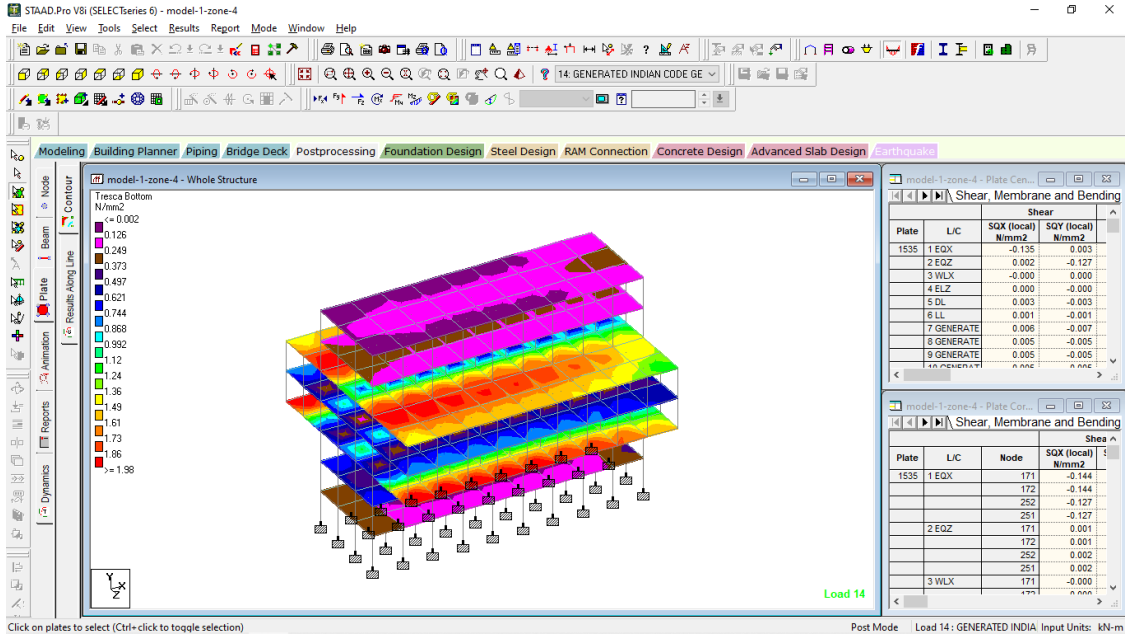 STAAD.Pro V8i (SELECTseries 6) - model-1-zone-4
File Edit View Tools Select Results Report Mode Window Help
14: GENERATED INDIAN CODE GE
Modeling Building Planner Piping Bridge Deck Postprocessing Foundation Design Steel Design RAM Connection Concrete Design Advanced Slab Design Earthquake
Node
Beam
Plate
Animation
Reports
Dynamics
Contour
Results Along Line
model-1-zone-4 - Whole Structure
Tresca Bottom
N/mm2
<= 0.002
0.126
0.249
0.373
0.497
0.621
0.744
0.868
0.992
1.12
1.24
1.36
1.49
1.61
1.73
1.86
>= 1.98
Y
X
Z
Load 14
model-1-zone-4 - Plate Cen...
Shear, Membrane and Bending
Shear
Plate L/C SQX (local) N/mm2 SQY (local) N/mm2
1535 1 EQX -0.135 0.003
2 EQZ 0.002 -0.127
3 WLX -0.000 0.000
4 ELZ 0.000 -0.000
5 DL 0.003 -0.003
6 LL 0.001 -0.001
7 GENERATE 0.006 -0.007
8 GENERATE 0.005 -0.005
9 GENERATE 0.005 -0.005
model-1-zone-4 - Plate Cor...
Shear, Membrane and Bending
Shea
Plate L/C Node SQX (local) N/mm2
1535 1 EQX 171 -0.144
172 -0.144
252 -0.127
251 -0.127
2 EQZ 171 0.001
172 0.001
252 0.002
251 0.002
3 WLX 171 -0.000
Click on plates to select (Ctrl+click to toggle selection)
Post Mode Load 14 : GENERATED INDIA Input Units: kN-m